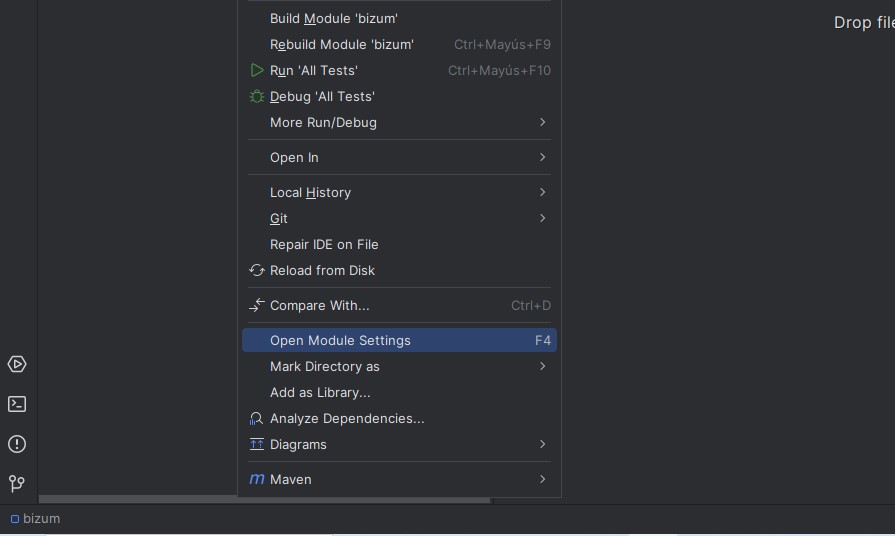 Drop file
Build Module 'bizum'
Rebuild Module 'bizum' Ctrl+Mayús+F9
Run 'All Tests' Ctrl+Mayús+F10
Debug 'All Tests'
More Run/Debug
Open In
Local History
Git
Repair IDE on File
Reload from Disk
Compare With... Ctrl+D
Open Module Settings F4
Mark Directory as
Add as Library...
Analyze Dependencies...
Diagrams
m Maven
bizum